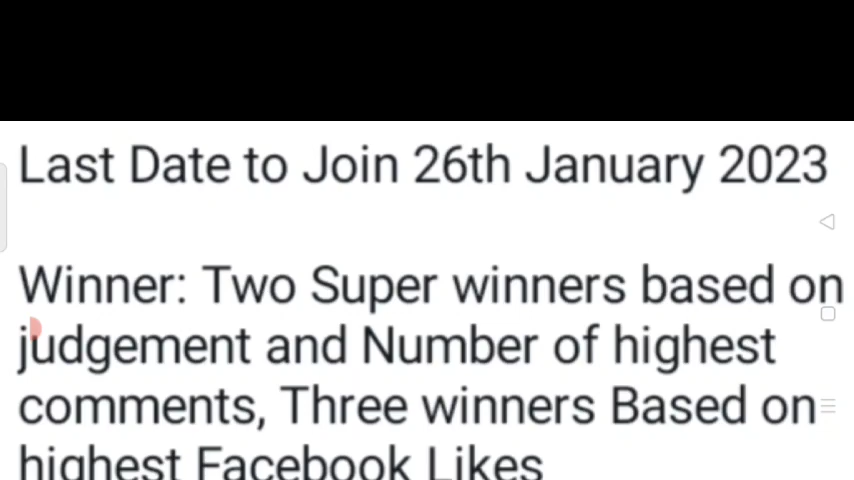 Last Date to Join 26th January 2023
Winner: Two Super winners based on
judgement and Number of highest
comments, Three winners Based on
highest Facebook Likes